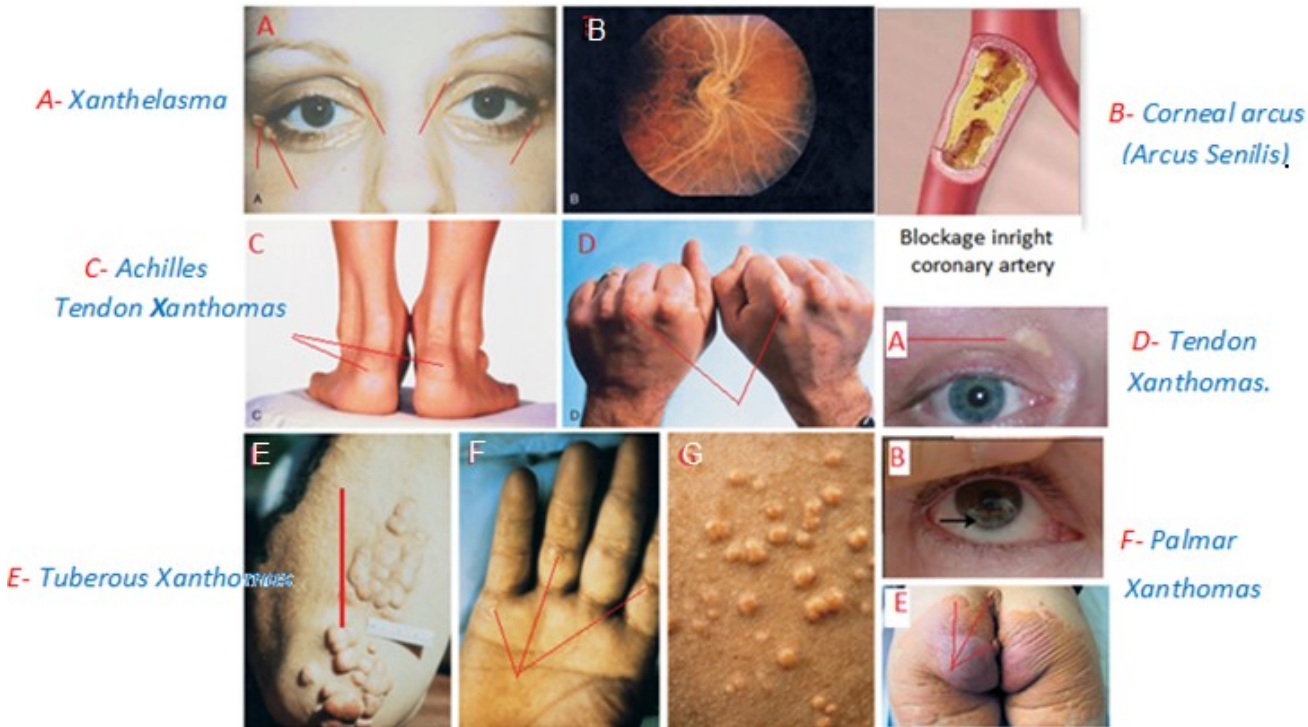 A
B
A- Xanthelasma
B- Corneal arcus
(Arcus Senilis).
A
B
Blockage inright
coronary artery
C
D
C- Achilles
Tendon Xanthomas
C
D
A
D- Tendon
Xanthomas.
E
F
G
B
E- Tuberous Xanthomas
F- Palmar
Xanthomas
E